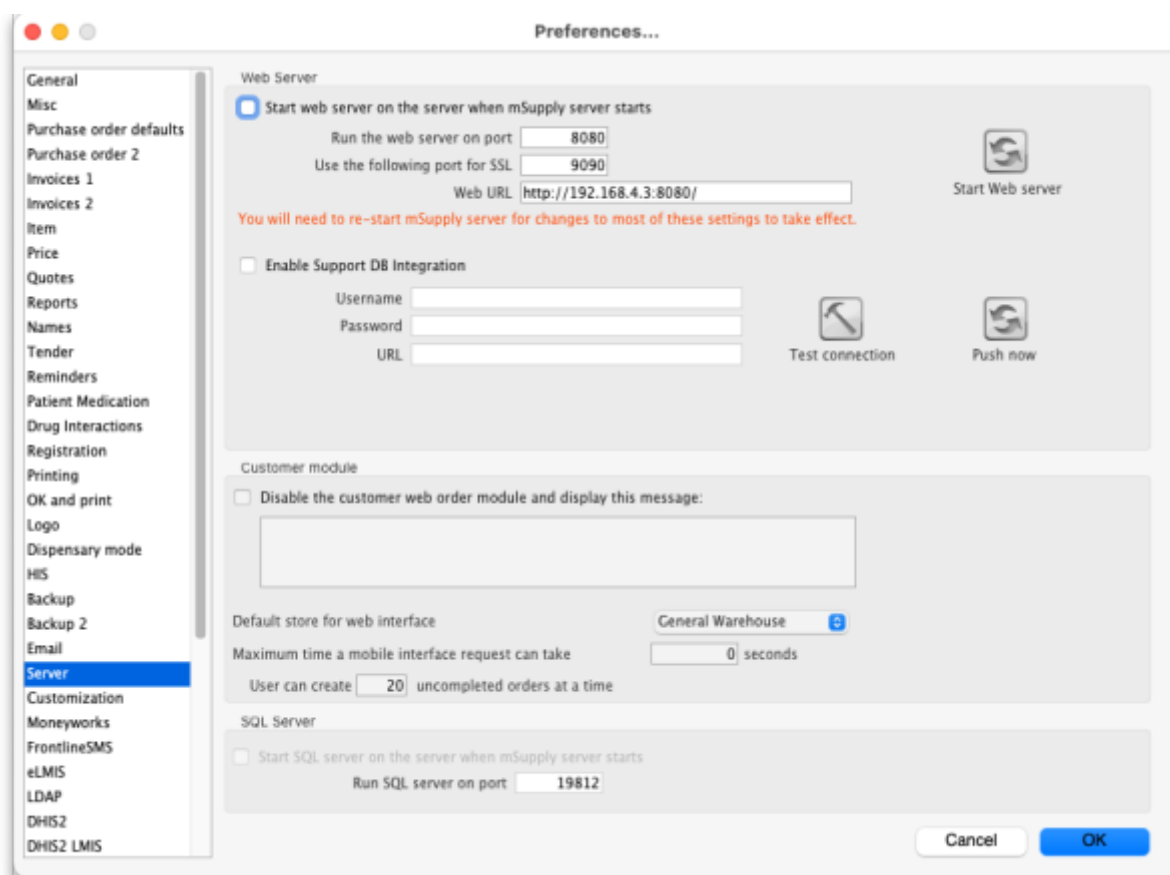 Preferences...
General
Misc
Purchase order defaults
Purchase order 2
Invoices 1
Invoices 2
Item
Price
Quotes
Reports
Names
Tender
Reminders
Patient Medication
Drug Interactions
Registration
Printing
OK and print
Logo
Dispensary mode
HIS
Backup
Backup 2
Email
Server
Customization
Moneyworks
FrontlineSMS
eLMIS
LDAP
DHIS2
DHIS2 LMIS
Web Server
Start web server on the server when mSupply server starts
Run the web server on port 8080
Use the following port for SSL 9090
Web URL http://192.168.4.3:8080/
Start Web server
You will need to re-start mSupply server for changes to most of these settings to take effect.
Enable Support DB Integration
Username
Password
URL
Test connection
Push now
Customer module
Disable the customer web order module and display this message:
Default store for web interface General Warehouse
Maximum time a mobile interface request can take 0 seconds
User can create 20 uncompleted orders at a time
SQL Server
Start SQL server on the server when mSupply server starts
Run SQL server on port 19812
Cancel
OK